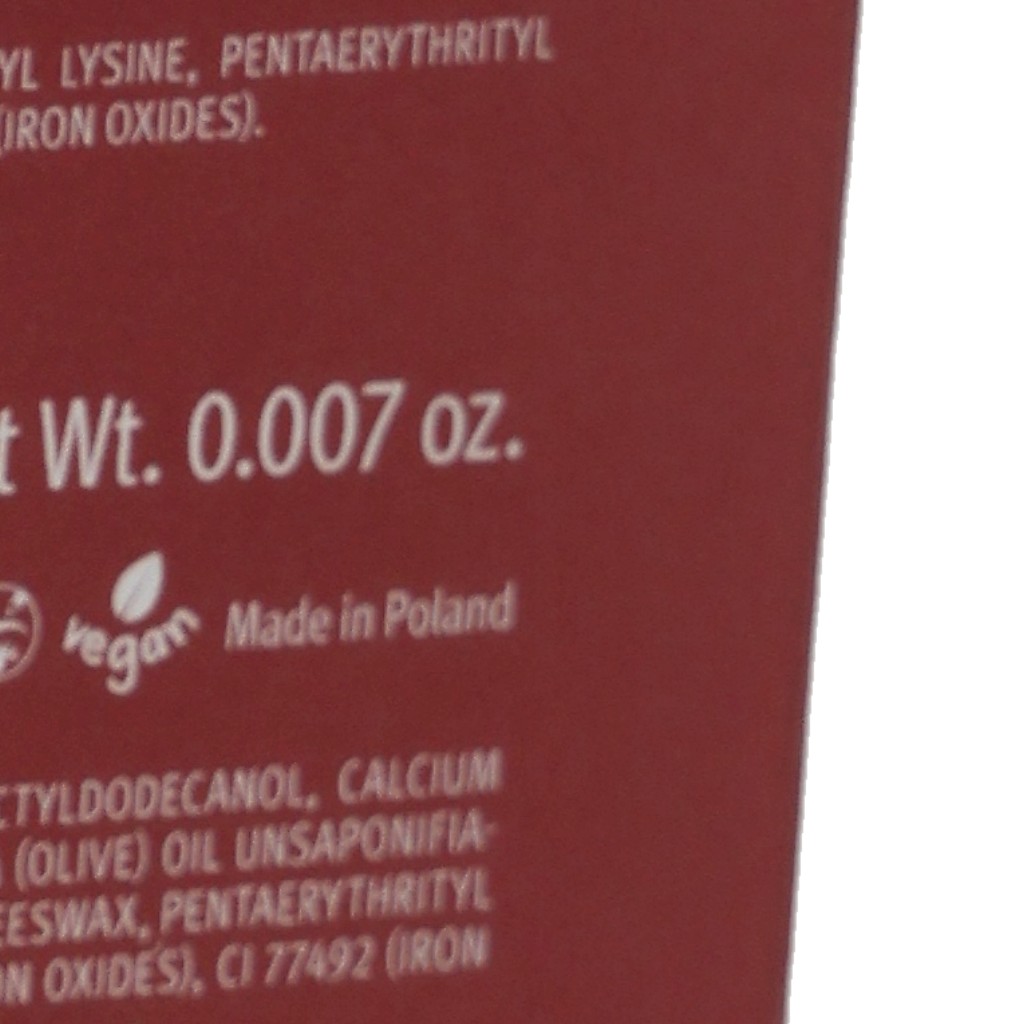 YL LYSINE, PENTAERYTHRITYL
(IRON OXIDES).
t Wt. 0.007 oz.
vegan Made in Poland
CTYLDODECANOL, CALCIUM
(OLIVE) OIL UNSAPONIFIA-
EESWAX, PENTAERYTHRITYL
ON OXIDES), CI 77492 (IRON